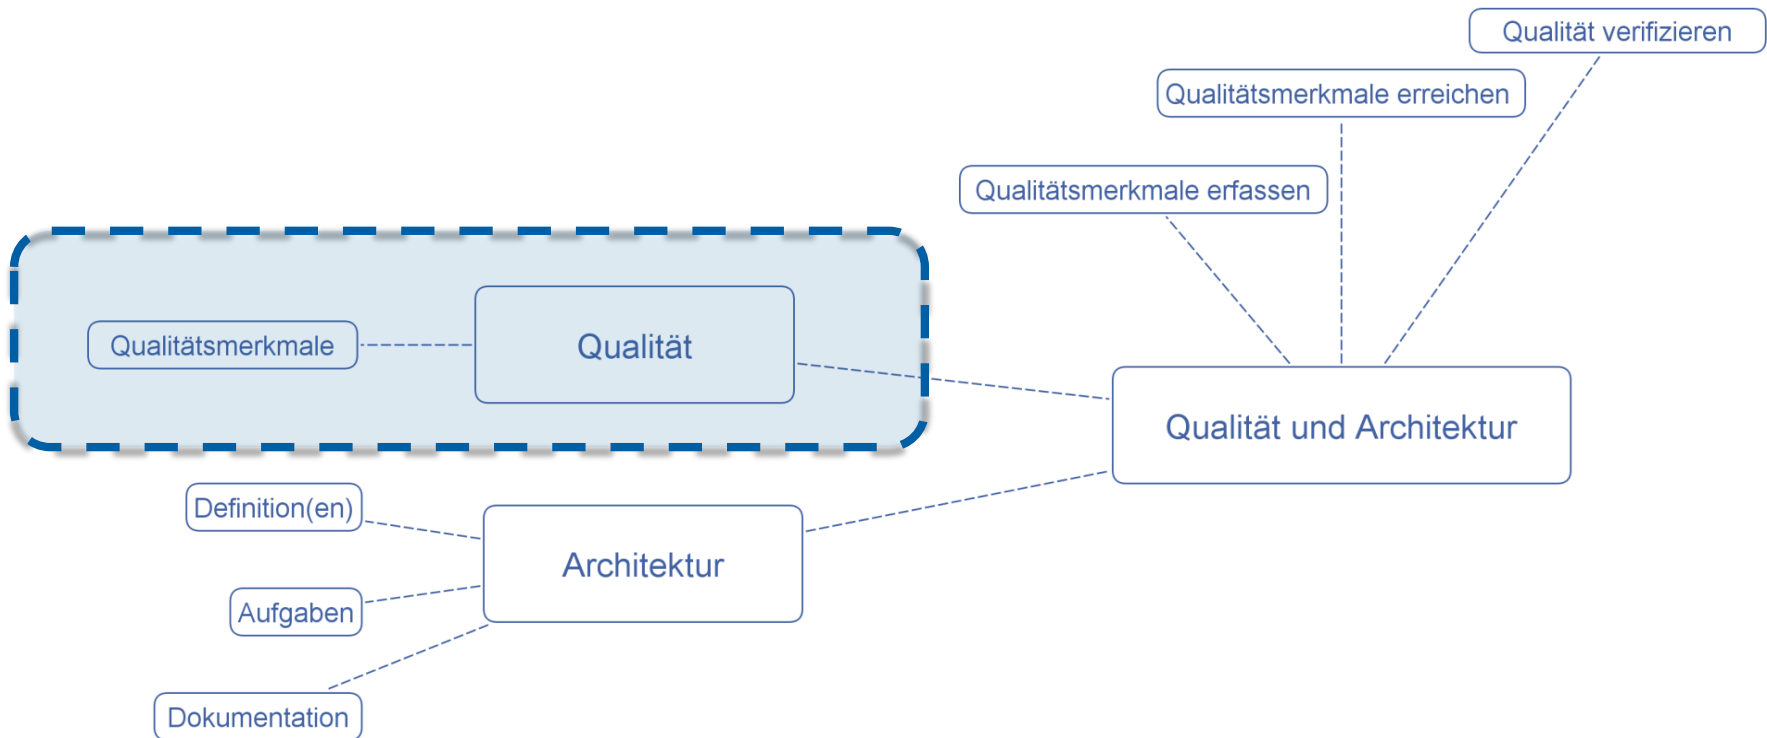 Qualität verifizieren
Qualitätsmerkmale erreichen
Qualitätsmerkmale erfassen
Qualitätsmerkmale
Qualität
Qualität und Architektur
Definition(en)
Architektur
Aufgaben
Dokumentation